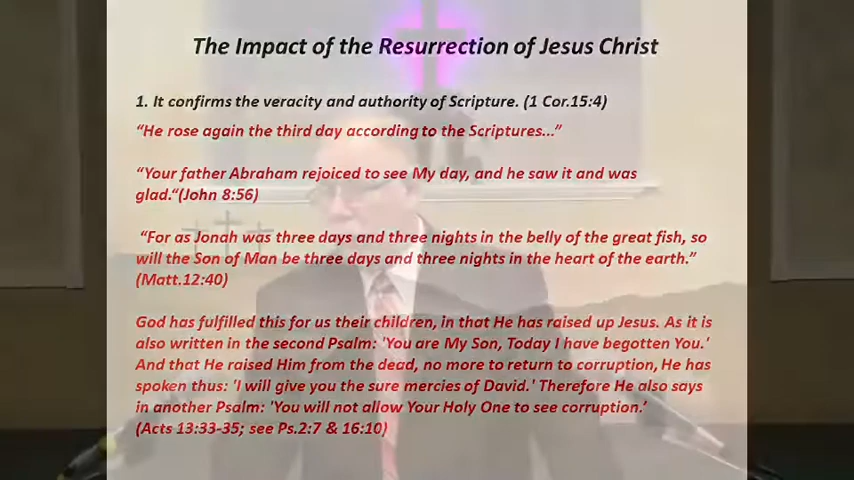 The Impact of the Resurrection of Jesus Christ
1. It confirms the veracity and authority of Scripture. (1 Cor.15:4)
“He rose again the third day according to the Scriptures...”
“Your father Abraham rejoiced to see My day, and he saw it and was
glad.“(John 8:56)
“For as Jonah was three days and three nights in the belly of the great fish, so
will the Son of Man be three days and three nights in the heart of the earth.”
(Matt.12:40)
God has fulfilled this for us their children, in that He has raised up Jesus. As it is
also written in the second Psalm: 'You are My Son, Today I have begotten You.'
And that He raised Him from the dead, no more to return to corruption, He has
spoken thus: 'I will give you the sure mercies of David.' Therefore He also says
in another Psalm: 'You will not allow Your Holy One to see corruption.'
(Acts 13:33-35; see Ps.2:7 & 16:10)